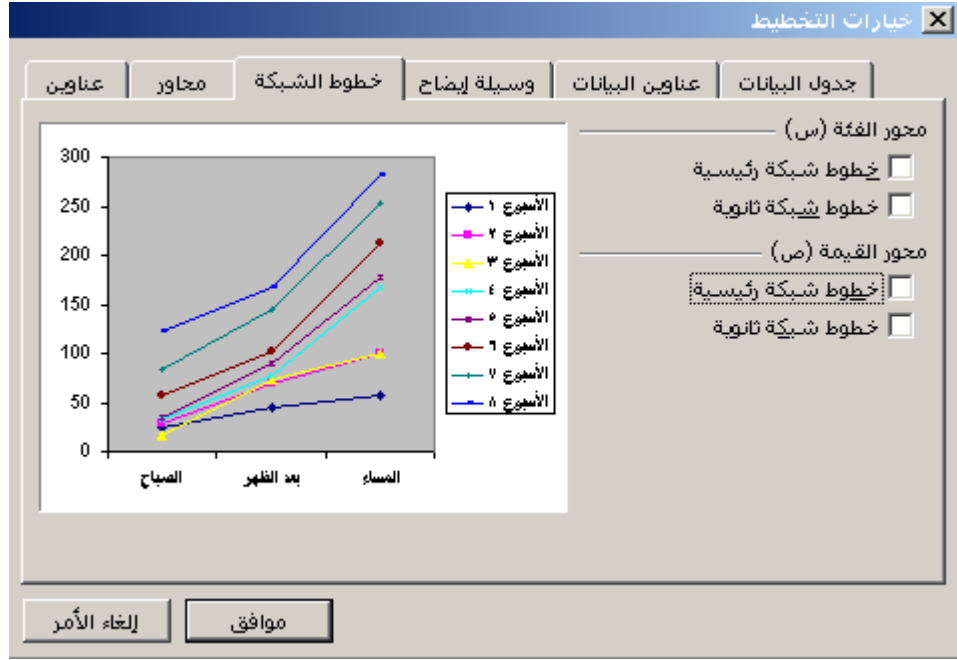 خيارات التخطيط
عناوين
محاور
خطوط الشبكة
وسيلة إيضاح
عناوين البيانات
جدول البيانات
محور الفئة (س)
خطوط شبكة رئيسية
خطوط شبكة ثانوية
محور القيمة (ص)
خطوط شبكة رئيسية
خطوط شبكة ثانوية
300
250
200
150
100
50
0
الصباح
بعد الظهر
المساء
الأسبوع ١
الأسبوع ٢
الأسبوع ٣
الأسبوع ٤
الأسبوع ٥
الأسبوع ٦
الأسبوع ٧
الأسبوع ٨
موافق
إلغاء الأمر